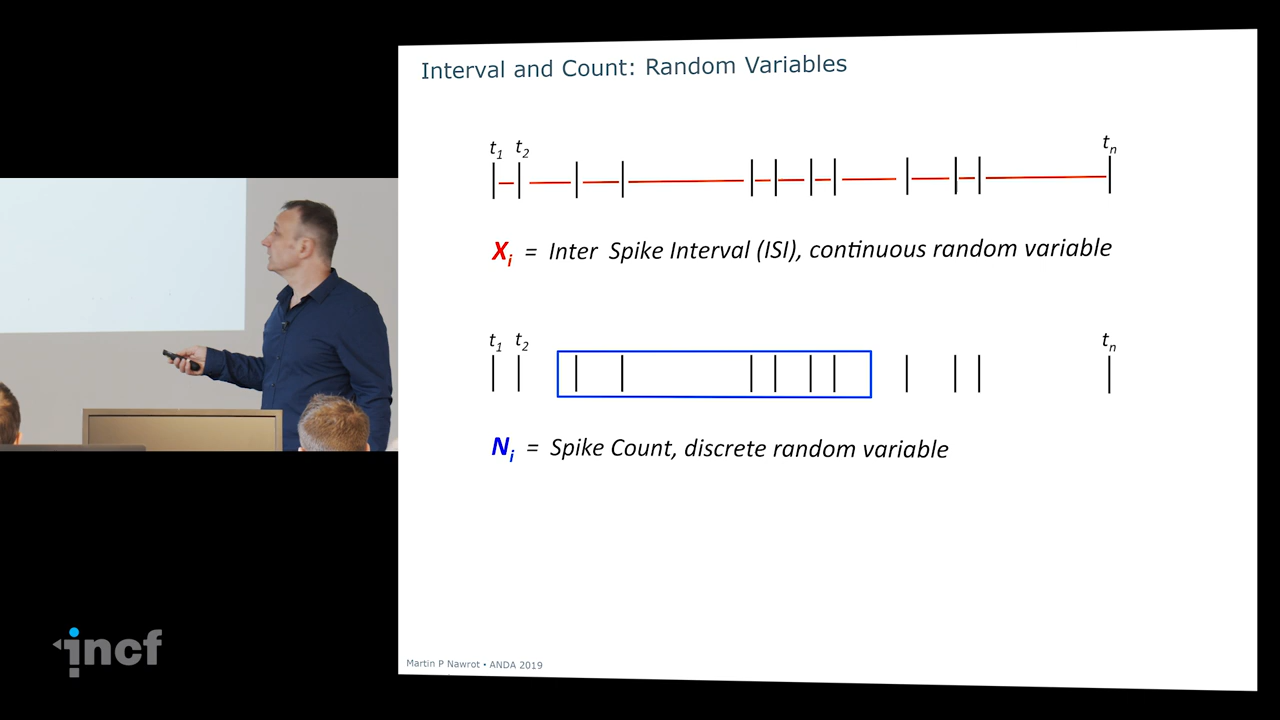 Interval and Count: Random Variables
t1 t2 tn
Xi = Inter Spike Interval (ISI), continuous random variable
t1 t2 tn
Ni = Spike Count, discrete random variable
incf
Martin P Nawrot • ANDA 2019